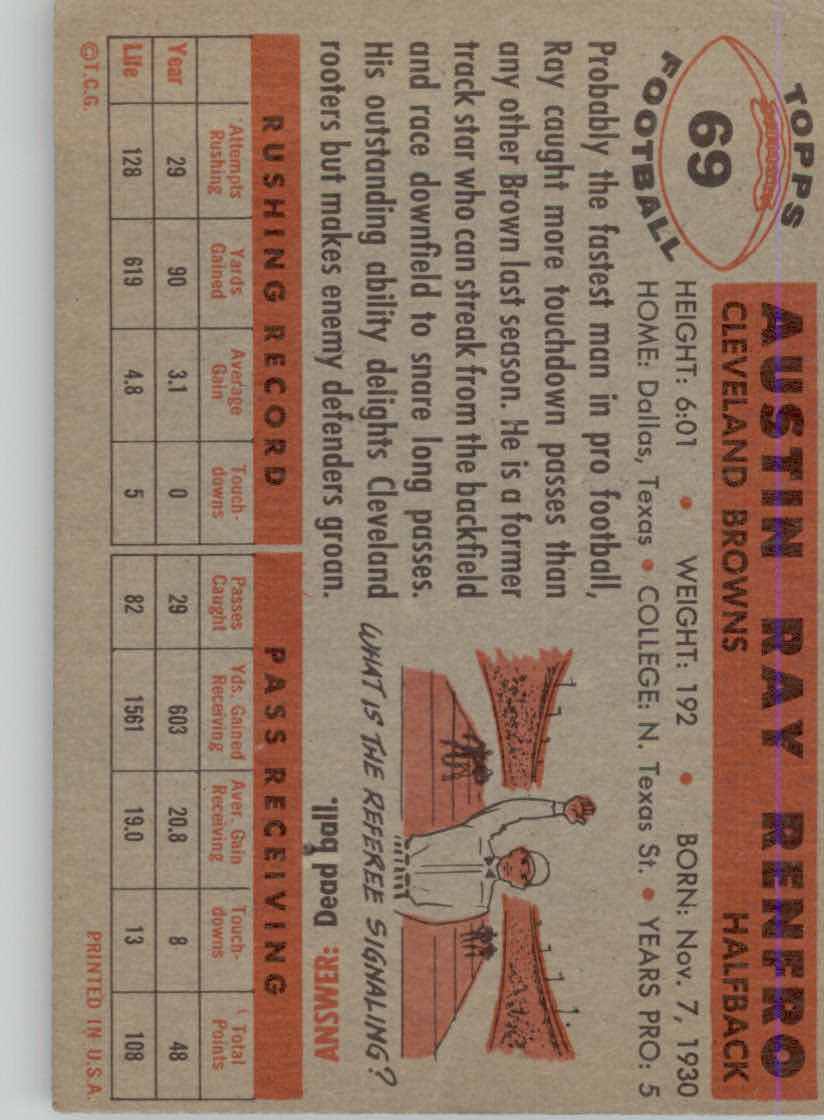 TOPPS
69
FOOTBALL
AUSTIN RAY RENFRO
CLEVELAND BROWNS HALFBACK
HEIGHT: 6:01 • WEIGHT: 192 • BORN: Nov. 7, 1930
HOME: Dallas, Texas • COLLEGE: N. Texas St. • YEARS PRO: 5
Probably the fastest man in pro football,
Ray caught more touchdown passes than
any other Brown last season. He is a former
track star who can streak from the backfield
and race downfield to snare long passes.
His outstanding ability delights Cleveland
rooters but makes enemy defenders groan.
WHAT IS THE REFEREE SIGNALING?
ANSWER: Dead ball.
RUSHING RECORD
Attempts Rushing Yards Gained Average Gain Touch-downs
Year 29 90 3.1 0
Life 128 619 4.8 5
PASS RECEIVING
Passes Caught Yds. Gained Receiving Aver. Gain Receiving Touch-downs Total Points
29 603 20.8 8 48
82 1561 19.0 13 108
©T.C.G. PRINTED IN U.S.A.